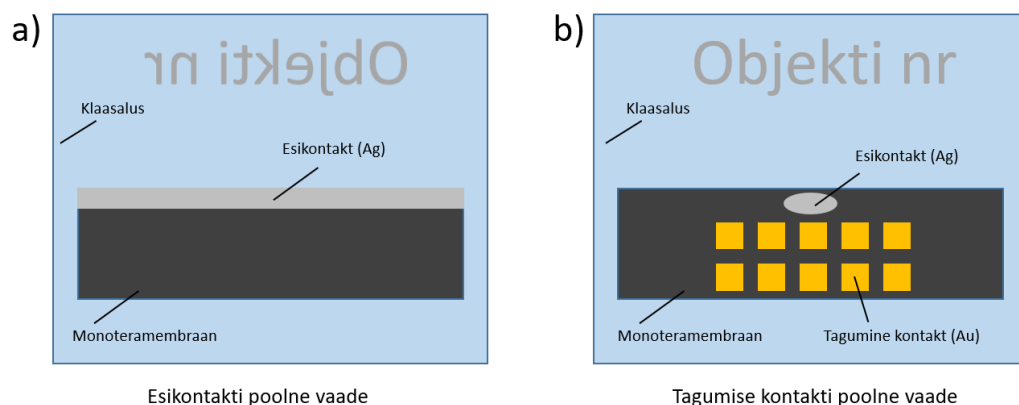 a)
Objekti nr
Klaasalus
Esikontakt (Ag)
Monoteramembraan
Esikontakti poolne vaade
b)
Objekti nr
Klaasalus
Esikontakt (Ag)
Monoteramembraan
Tagumine kontakt (Au)
Tagumise kontakti poolne vaade